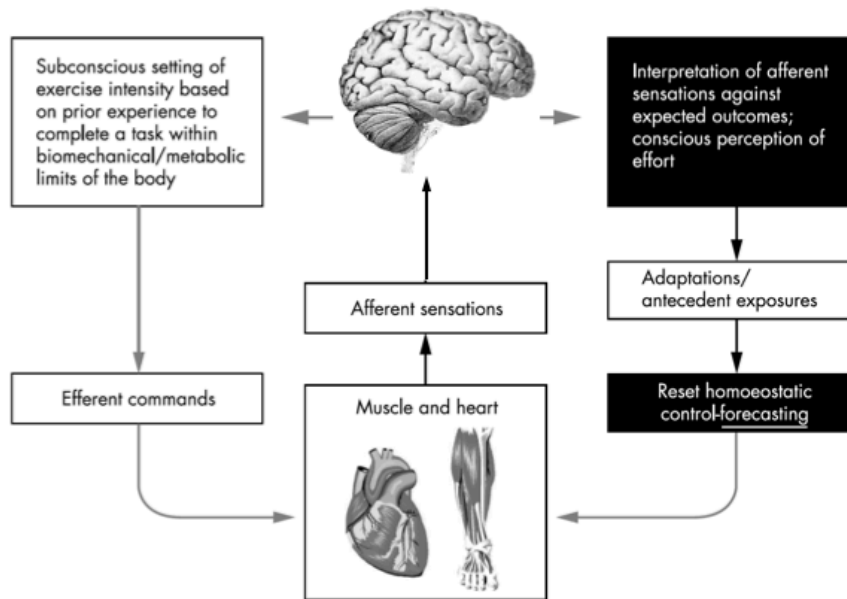 Subconscious setting of
exercise intensity based
on prior experience to
complete a task within
biomechanical/metabolic
limits of the body
Interpretation of afferent
sensations against
expected outcomes;
conscious perception of
effort
Afferent sensations
Adaptations/
antecedent exposures
Efferent commands
Muscle and heart
Reset homoeostatic
control-forecasting